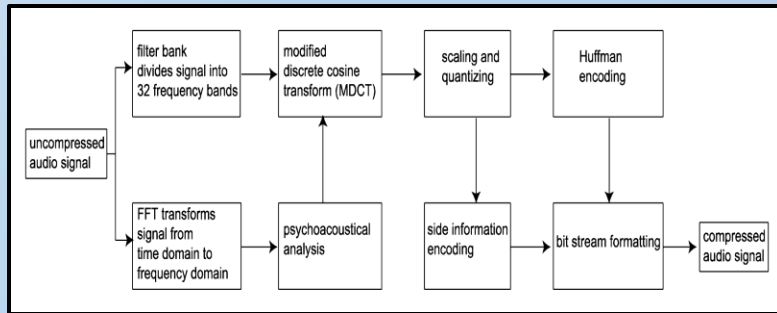 filter bank
divides signal into
32 frequency bands
modified
discrete cosine
transform (MDCT)
scaling and
quantizing
Huffman
encoding
uncompressed
audio signal
FFT transforms
signal from
time domain to
frequency domain
psychoacoustical
analysis
side information
encoding
bit stream formatting
compressed
audio signal